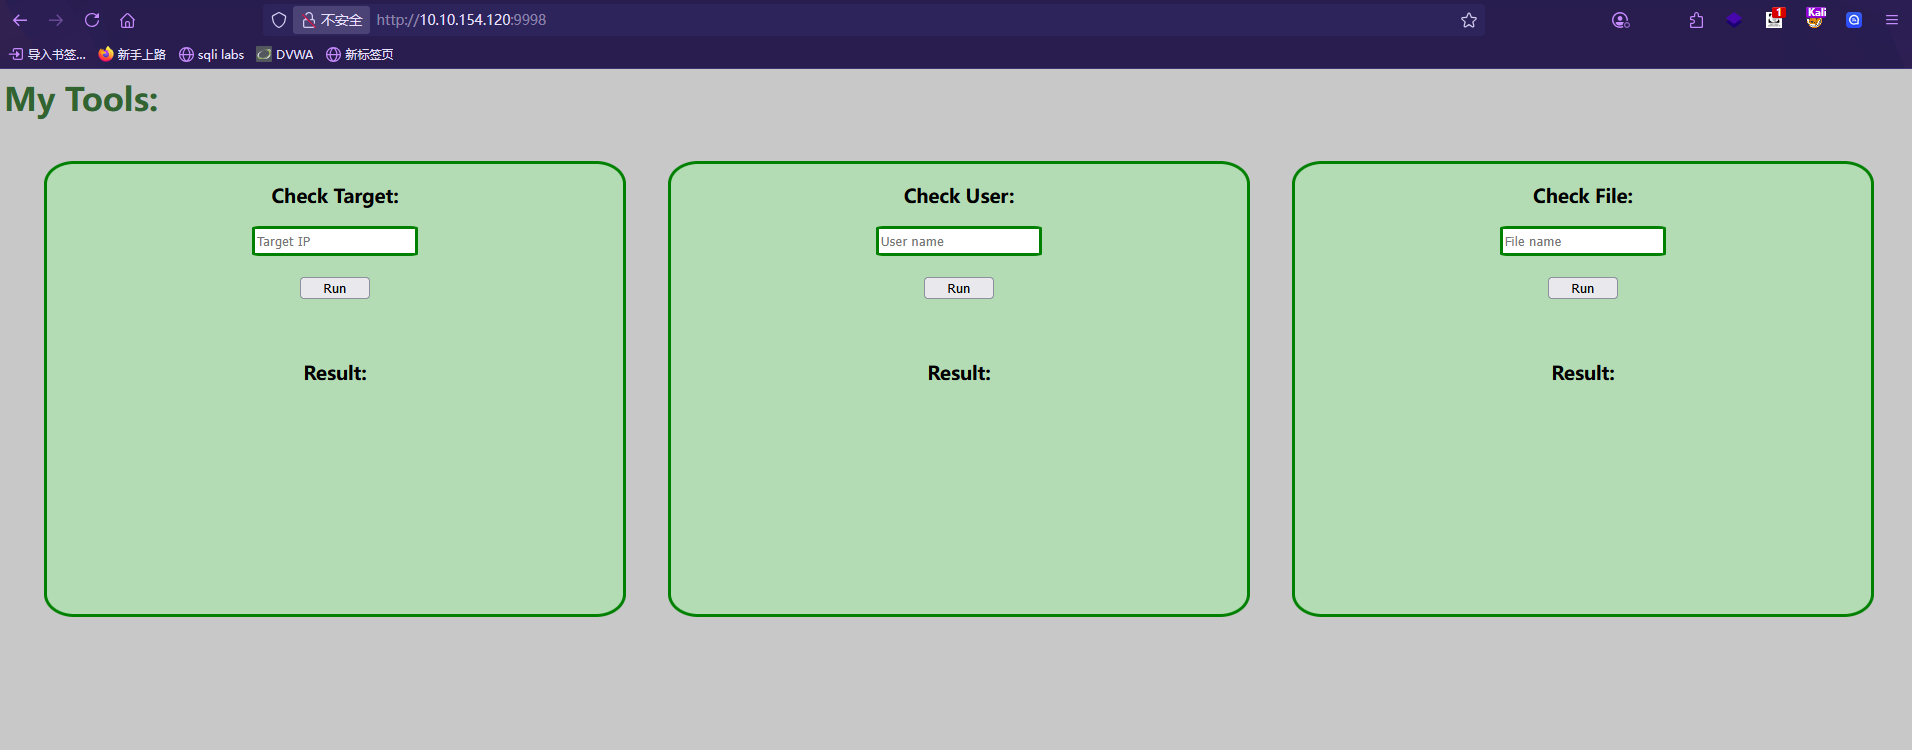 不安全 http://10.10.154.120:9998
1
Kali
导入书签... 新手上路 sqli labs DVWA 新标签页
My Tools:
Check Target: Check User: Check File:
Target IP User name File name
Run Run Run
Result: Result: Result: